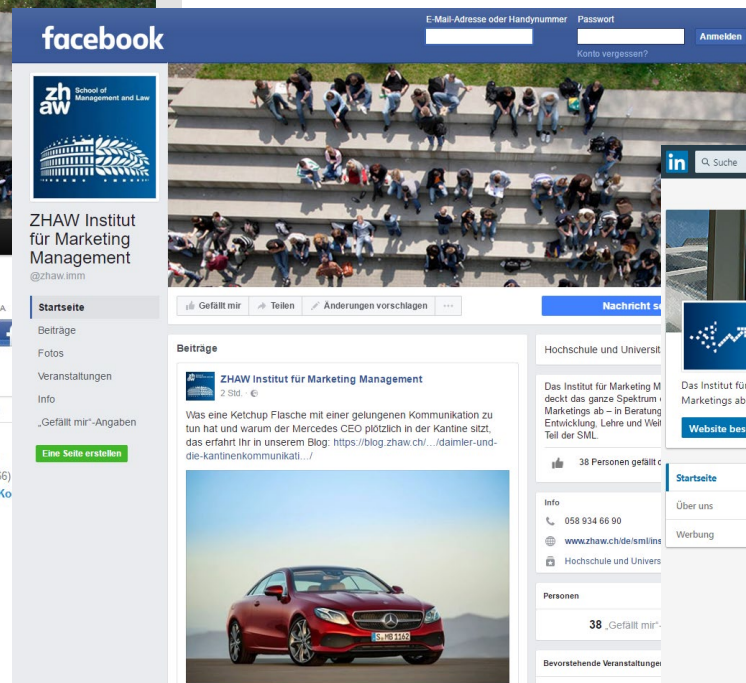 facebook
E-Mail-Adresse oder Handynummer
Passwort
Anmelden
Konto vergessen?
zh
aw
School of
Management and Law
ZHAW Institut
für Marketing
Management
@zhaw.imm
Startseite
Beiträge
Fotos
Veranstaltungen
Info
„Gefällt mir“-Angaben
Eine Seite erstellen
Gefällt mir
Teilen
Änderungen vorschlagen
...
Nachricht s
Beiträge
ZHAW Institut für Marketing Management
2 Std. ·
Was eine Ketchup Flasche mit einer gelungenen Kommunikation zu
tun hat und warum der Mercedes CEO plötzlich in der Kantine sitzt,
das erfahrt Ihr in unserem Blog: https://blog.zhaw.ch/…/daimler-und-
die-kantinenkommunikati…/
S·MB 1162
Hochschule und Universit
Das Institut für Marketing M
deckt das ganze Spektrum
Marketings ab – in Beratung
Entwicklung, Lehre und Weit
Teil der SML.
38 Personen gefällt
Info
058 934 66 90
www.zhaw.ch/de/sml/ins
Hochschule und Univers
Personen
38 „Gefällt mir“-
Bevorstehende Veranstaltunge
in
Suche
Das Institut für
Marketings ab
Website bes
Startseite
Über uns
Werbung
A
f
6)
Ko